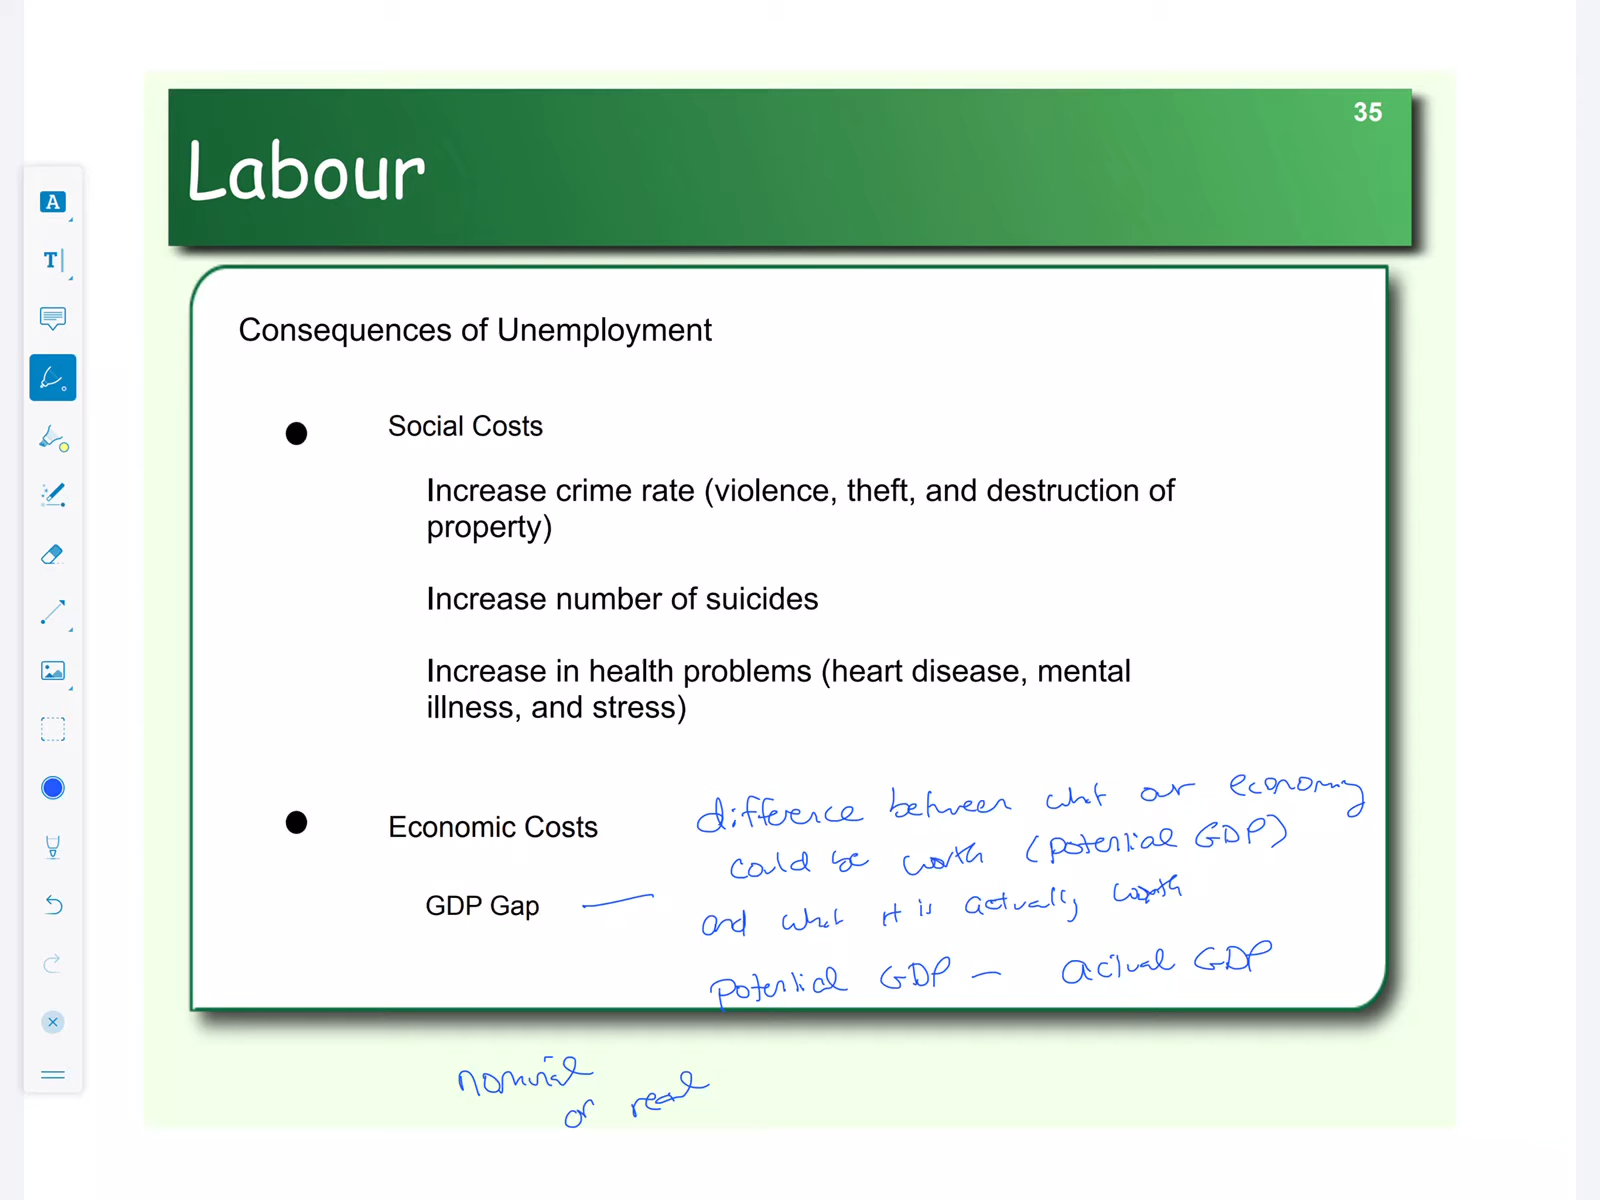 35
Labour
Consequences of Unemployment
Social Costs
Increase crime rate (violence, theft, and destruction of
property)
Increase number of suicides
Increase in health problems (heart disease, mental
illness, and stress)
Economic Costs
difference between what our economy
could be worth (potential GDP)
GDP Gap —
and what it is actually worth
potential GDP — actual GDP
nominal
or real